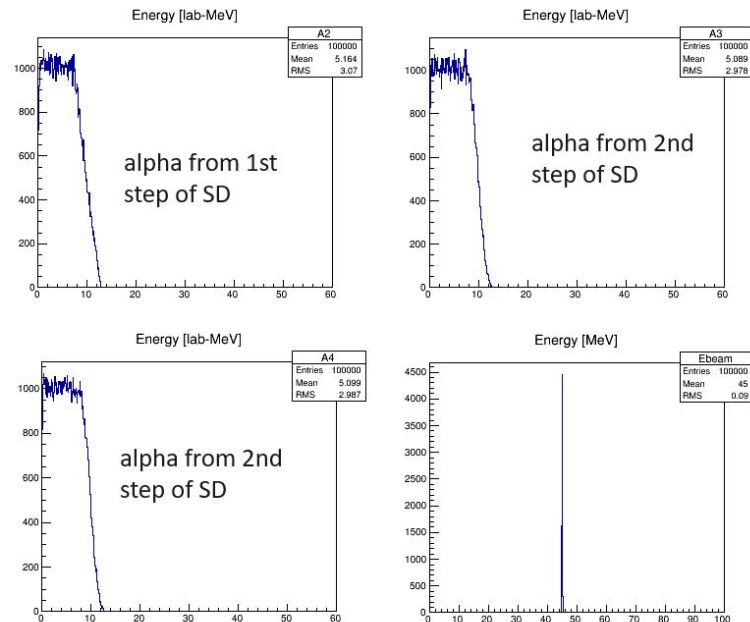 Energy [lab-MeV]
A2
Entries 100000
Mean 5.164
RMS 3.07
1000
800
600
400
200
0
0 10 20 30 40 50 60
alpha from 1st
step of SD
Energy [lab-MeV]
A3
Entries 100000
Mean 5.089
RMS 2.978
1000
800
600
400
200
0
0 10 20 30 40 50 60
alpha from 2nd
step of SD
Energy [lab-MeV]
A4
Entries 100000
Mean 5.099
RMS 2.987
1000
800
600
400
200
0
0 10 20 30 40 50 60
alpha from 2nd
step of SD
Energy [MeV]
Ebeam
Entries 100000
Mean 45
RMS 0.09
4500
4000
3500
3000
2500
2000
1500
1000
500
0
0 10 20 30 40 50 60 70 80 90 100